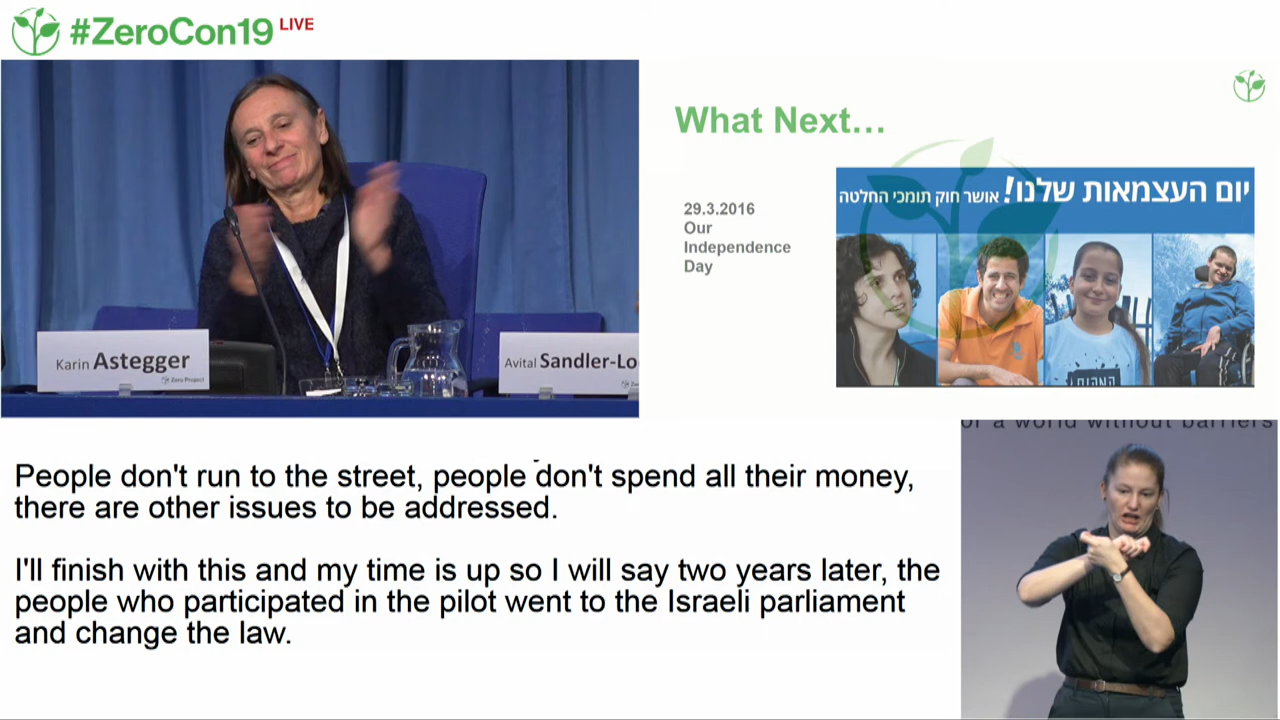 #ZeroCon19 LIVE
What Next...
29.3.2016
Our
Independence
Day
יום העצמאות שלנו! אושר חוק תומכי החלטה
Karin Astegger
Zero Project
Avital Sandler-Lo
of a world without barriers
People don't run to the street, people don't spend all their money,
there are other issues to be addressed.
I'll finish with this and my time is up so I will say two years later, the
people who participated in the pilot went to the Israeli parliament
and change the law.